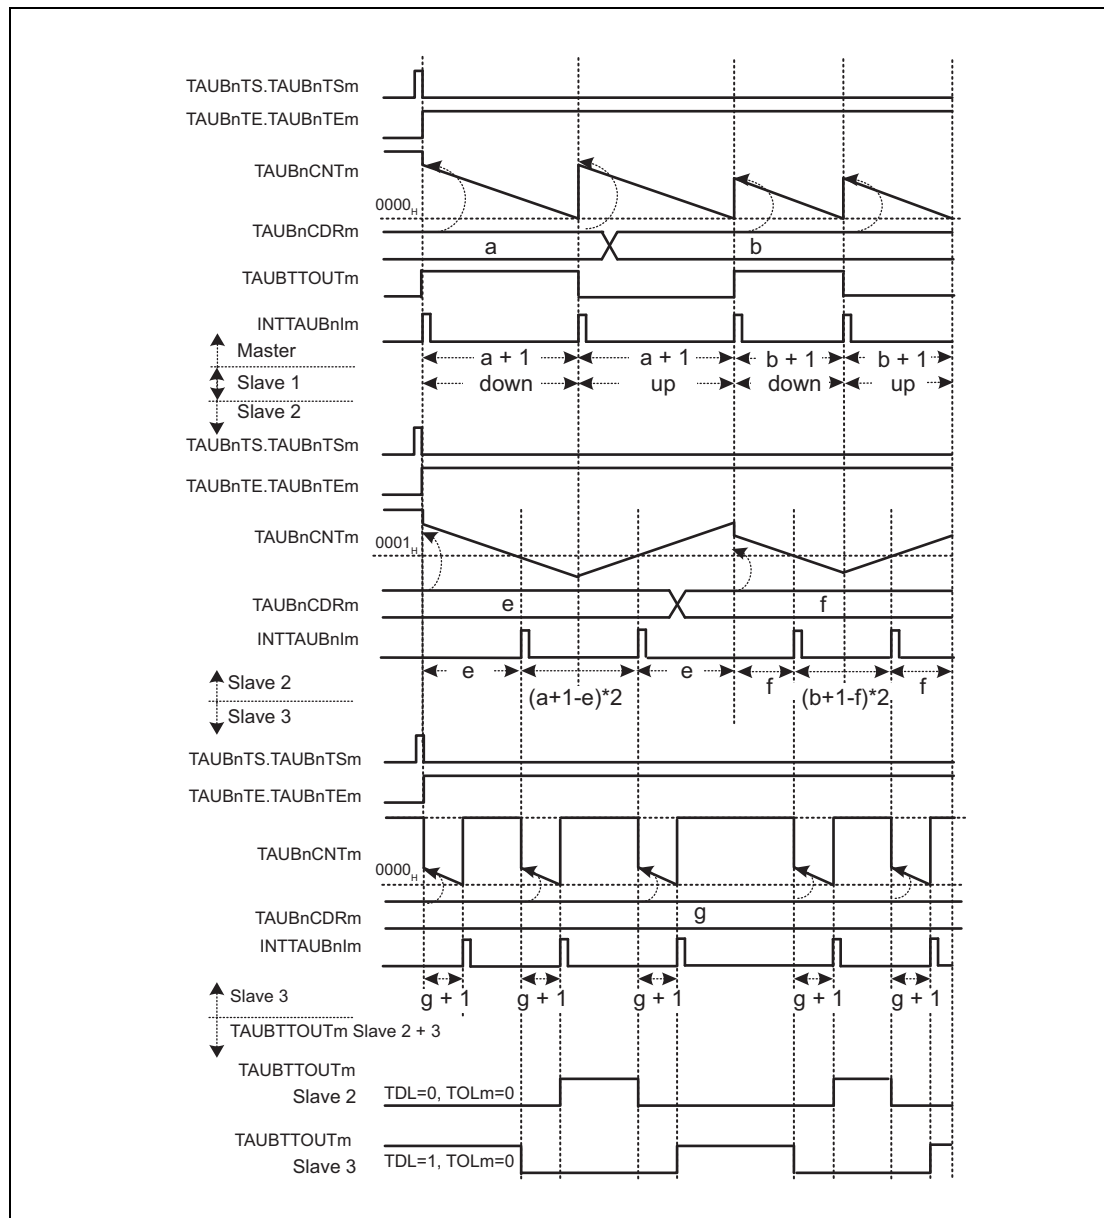 TAUBnTS.TAUBnTSm
TAUBnTE.TAUBnTEm
TAUBnCNTm
0000H
TAUBnCDRm
a b
TAUBTTOUTm
INTTAUBnIm
Master
a + 1 a + 1 b + 1 b + 1
Slave 1
down up down up
Slave 2
TAUBnTS.TAUBnTSm
TAUBnTE.TAUBnTEm
TAUBnCNTm
0001H
TAUBnCDRm
e f
INTTAUBnIm
Slave 2
e e f f
(a+1-e)*2 (b+1-f)*2
Slave 3
TAUBnTS.TAUBnTSm
TAUBnTE.TAUBnTEm
TAUBnCNTm
0000H
TAUBnCDRm
g
INTTAUBnIm
Slave 3
g + 1 g + 1 g + 1 g + 1 g + 1
TAUBTTOUTm Slave 2 + 3
TAUBTTOUTm
Slave 2 TDL=0, TOLm=0
TAUBTTOUTm
Slave 3 TDL=1, TOLm=0